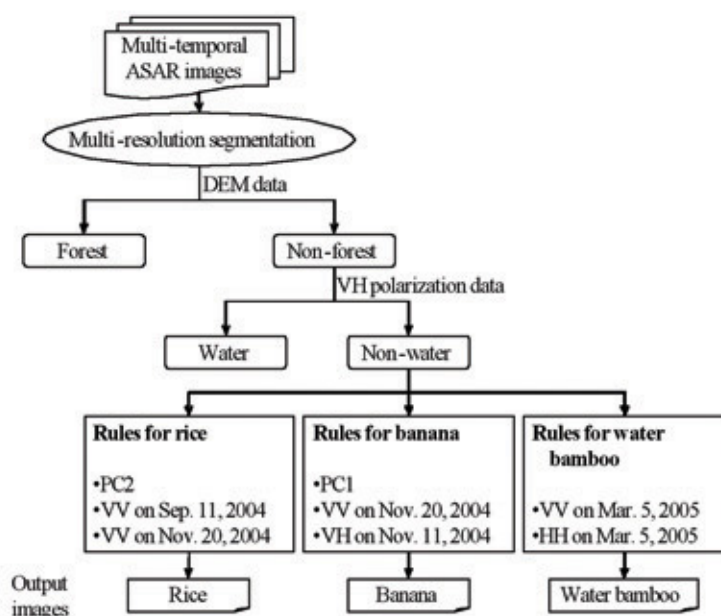 Multi-temporal
ASAR images
Multi-resolution segmentation
DEM data
Forest
Non-forest
VH polarization data
Water
Non-water
Rules for rice
•PC2
•VV on Sep. 11, 2004
•VV on Nov. 20, 2004
Rules for banana
•PC1
•VV on Nov. 20, 2004
•VH on Nov. 11, 2004
Rules for water
bamboo
•VV on Mar. 5, 2005
•HH on Mar. 5, 2005
Output
images
Rice
Banana
Water bamboo